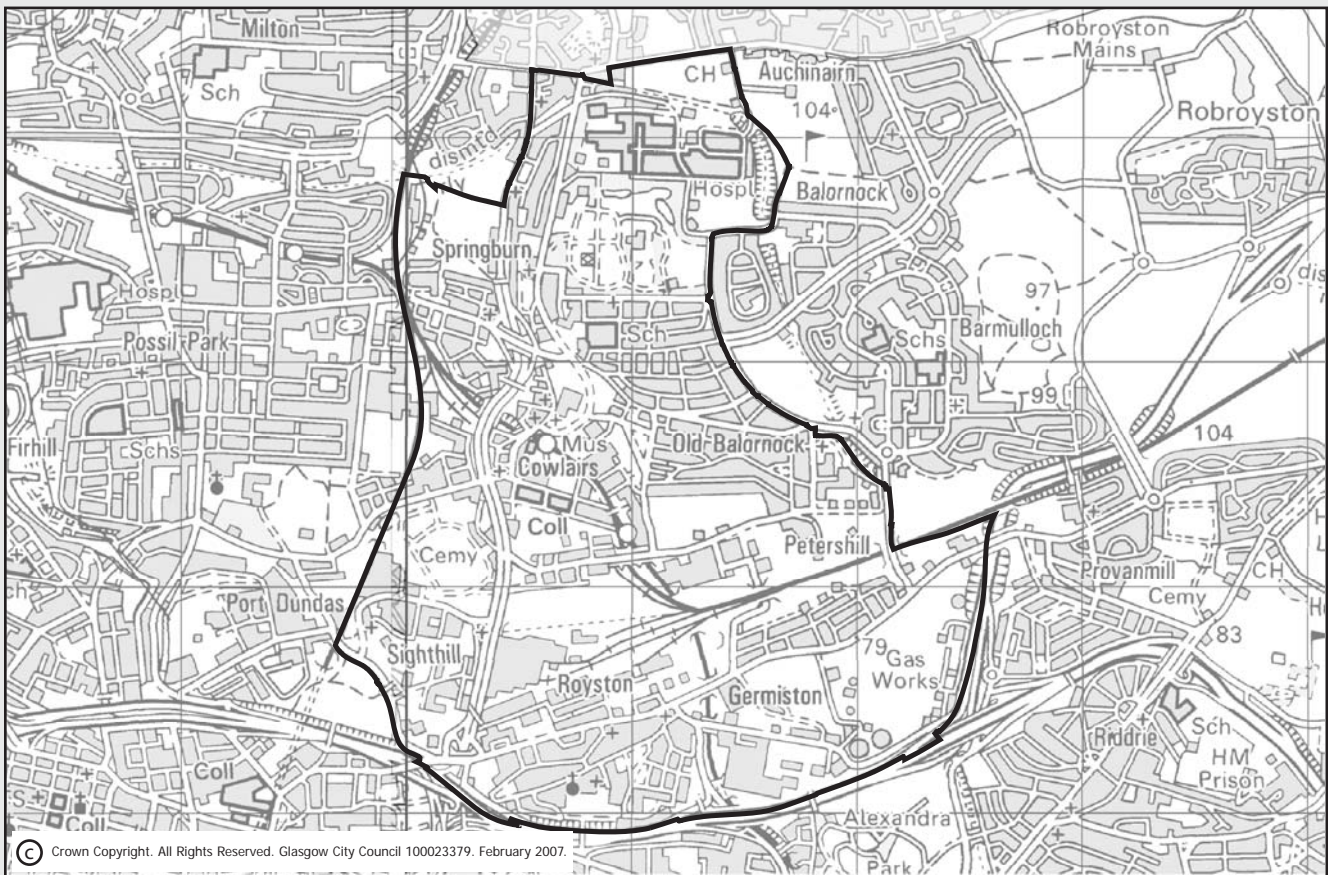 Milton
Sch
CH
Auchinairn
104
Robroyston
Mains
Robroyston
dismtd
Hospl
Balornock
Springburn
Hospl
Possil Park
Sch
97
Barmulloch
Schs
99
dis
Firhill
Schs
Mus
Cowlairs
Old Balornock
104
Coll
Cemy
Petershill
Provanmill
Cemy
CH
Port Dundas
Sighthill
Royston
Germiston
79
Gas
Works
83
Riddrie
Sch
HM
Prison
Coll
Coll
Alexandra
Park
© Crown Copyright. All Rights Reserved. Glasgow City Council 100023379. February 2007.